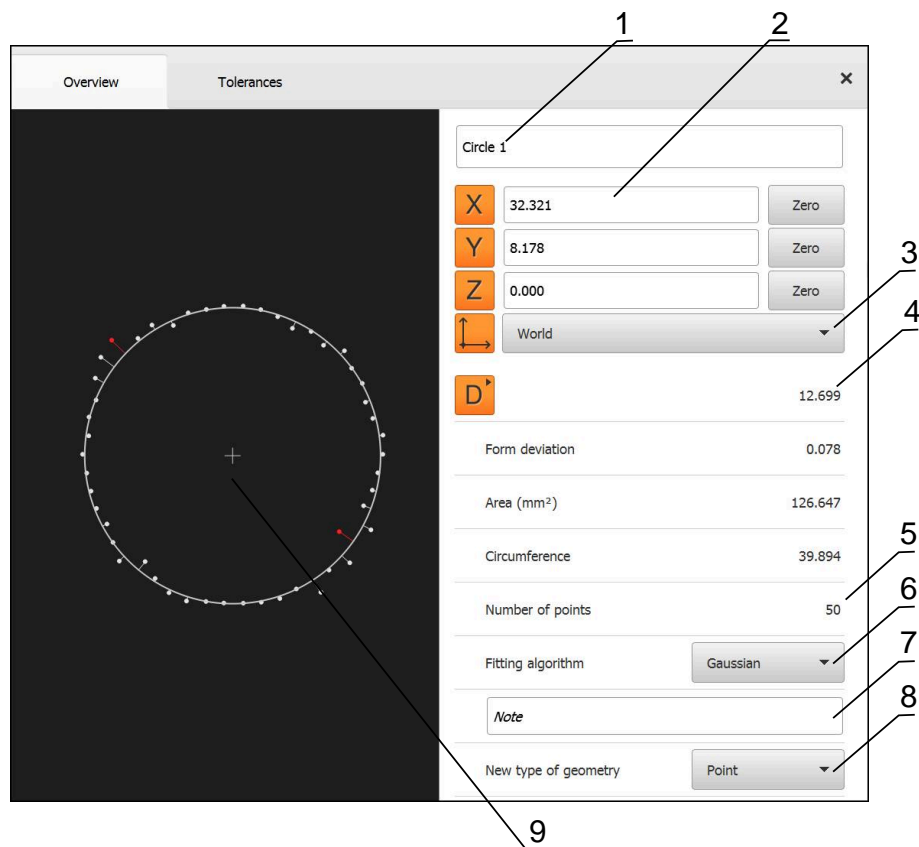 1 2
Overview Tolerances ×
Circle 1
X 32.321 Zero
Y 8.178 Zero
3
Z 0.000 Zero
4
World
D 12.699
Form deviation 0.078
Area (mm²) 126.647
5
Circumference 39.894
6
Number of points 50
7
Fitting algorithm Gaussian
8
Note
New type of geometry Point
9